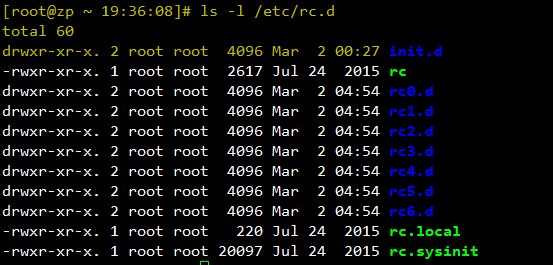 [root@zp ~ 19:36:08]# ls -l /etc/rc.d
total 60
drwxr-xr-x. 2 root root  4096 Mar  2 00:27 init.d
-rwxr-xr-x. 1 root root  2617 Jul 24  2015 rc
drwxr-xr-x. 2 root root  4096 Mar  2 04:54 rc0.d
drwxr-xr-x. 2 root root  4096 Mar  2 04:54 rc1.d
drwxr-xr-x. 2 root root  4096 Mar  2 04:54 rc2.d
drwxr-xr-x. 2 root root  4096 Mar  2 04:54 rc3.d
drwxr-xr-x. 2 root root  4096 Mar  2 04:54 rc4.d
drwxr-xr-x. 2 root root  4096 Mar  2 04:54 rc5.d
drwxr-xr-x. 2 root root  4096 Mar  2 04:54 rc6.d
-rwxr-xr-x. 1 root root   220 Jul 24  2015 rc.local
-rwxr-xr-x. 1 root root 20097 Jul 24  2015 rc.sysinit